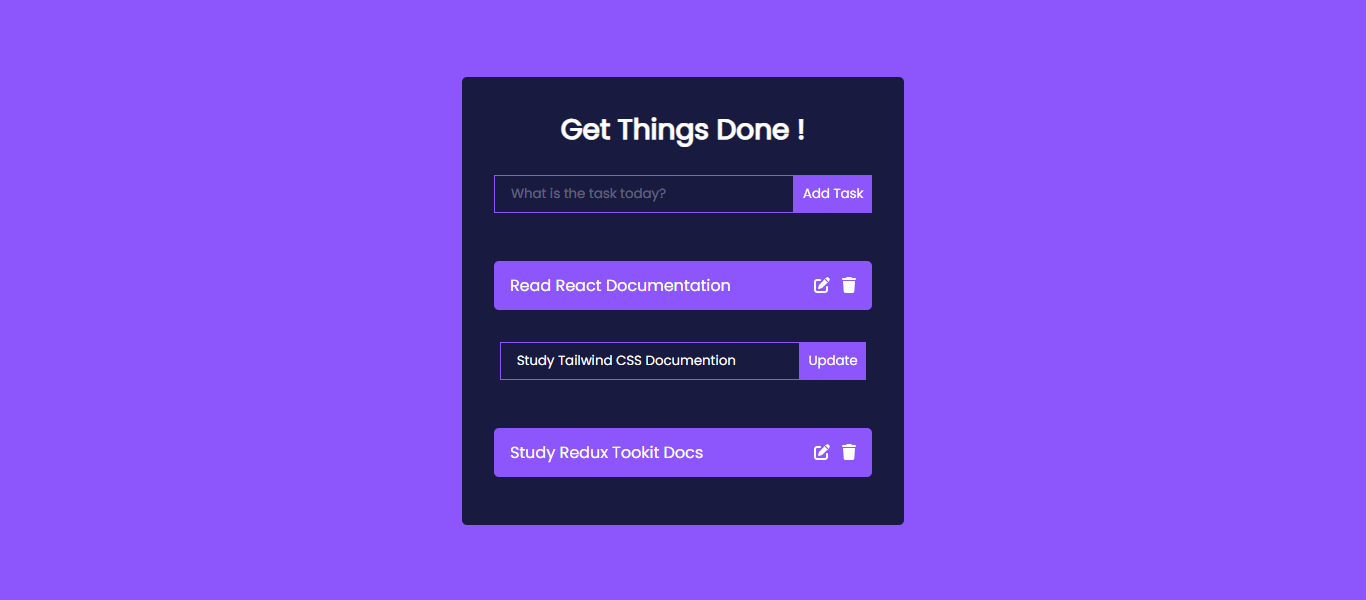 Get Things Done !
What is the task today?
Add Task
Read React Documentation
Study Tailwind CSS Documention
Update
Study Redux Tookit Docs